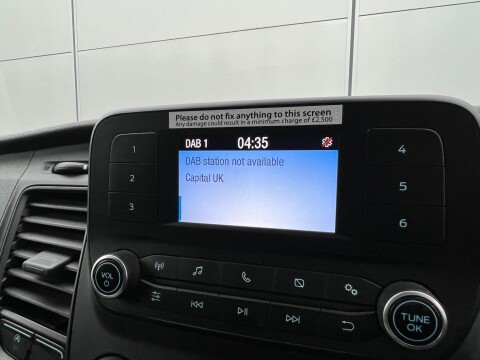 Please do not fix anything to this screen
Any damage could result in a minimum charge of £2,500
DAB 1 04:35
DAB station not available
Capital UK
1
2
3
4
5
6
VOL
TUNE
OK